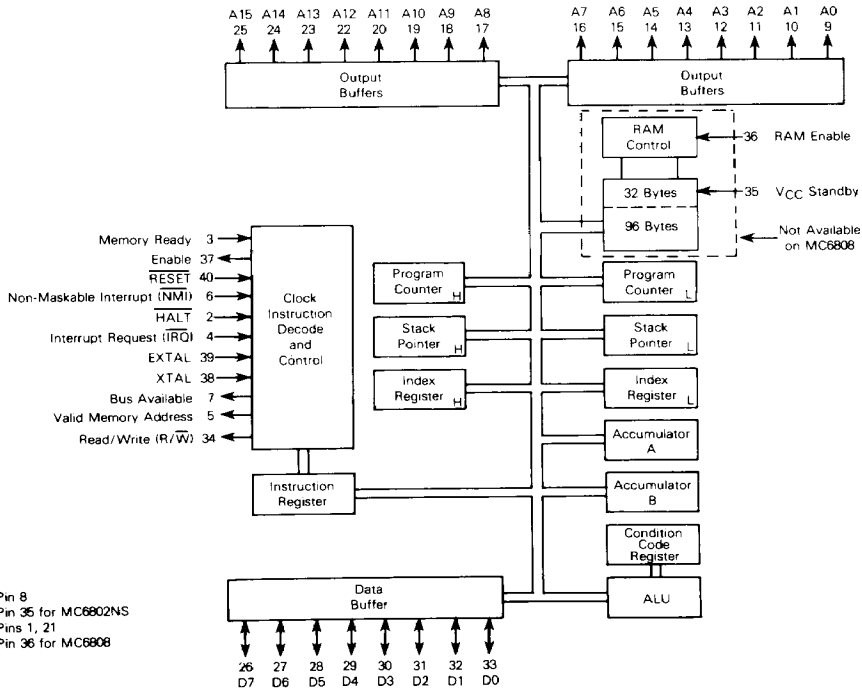 A15 A14 A13 A12 A11 A10 A9 A8
25 24 23 22 20 19 18 17
A7 A6 A5 A4 A3 A2 A1 A0
16 15 14 13 12 11 10 9
Output
Buffers
Output
Buffers
RAM
Control
36 RAM Enable
32 Bytes
35 VCC Standby
96 Bytes
Not Available
on MC6808
Memory Ready 3
Enable 37
RESET 40
Non-Maskable Interrupt (NMI) 6
HALT 2
Interrupt Request (IRQ) 4
EXTAL 39
XTAL 38
Bus Available 7
Valid Memory Address 5
Read/Write (R/W) 34
Clock
Instruction
Decode
and
Control
Program
Counter H
Program
Counter L
Stack
Pointer H
Stack
Pointer L
Index
Register H
Index
Register L
Accumulator
A
Instruction
Register
Accumulator
B
Condition
Code
Register
ALU
Data
Buffer
Pin 8
Pin 35 for MC6802NS
Pins 1, 21
Pin 36 for MC6808
26 27 28 29 30 31 32 33
D7 D6 D5 D4 D3 D2 D1 D0